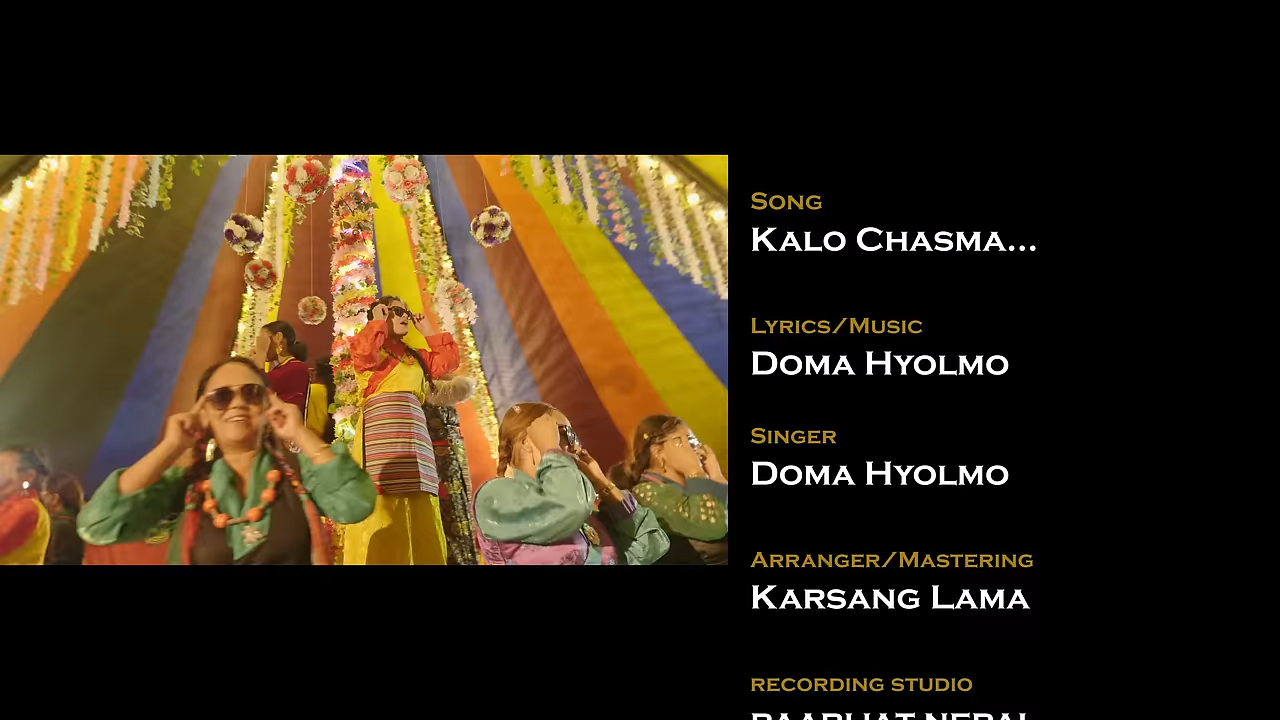 Song
Kalo Chasma...
Lyrics/Music
Doma Hyolmo
Singer
Doma Hyolmo
Arranger/Mastering
Karsang Lama
RECORDING STUDIO